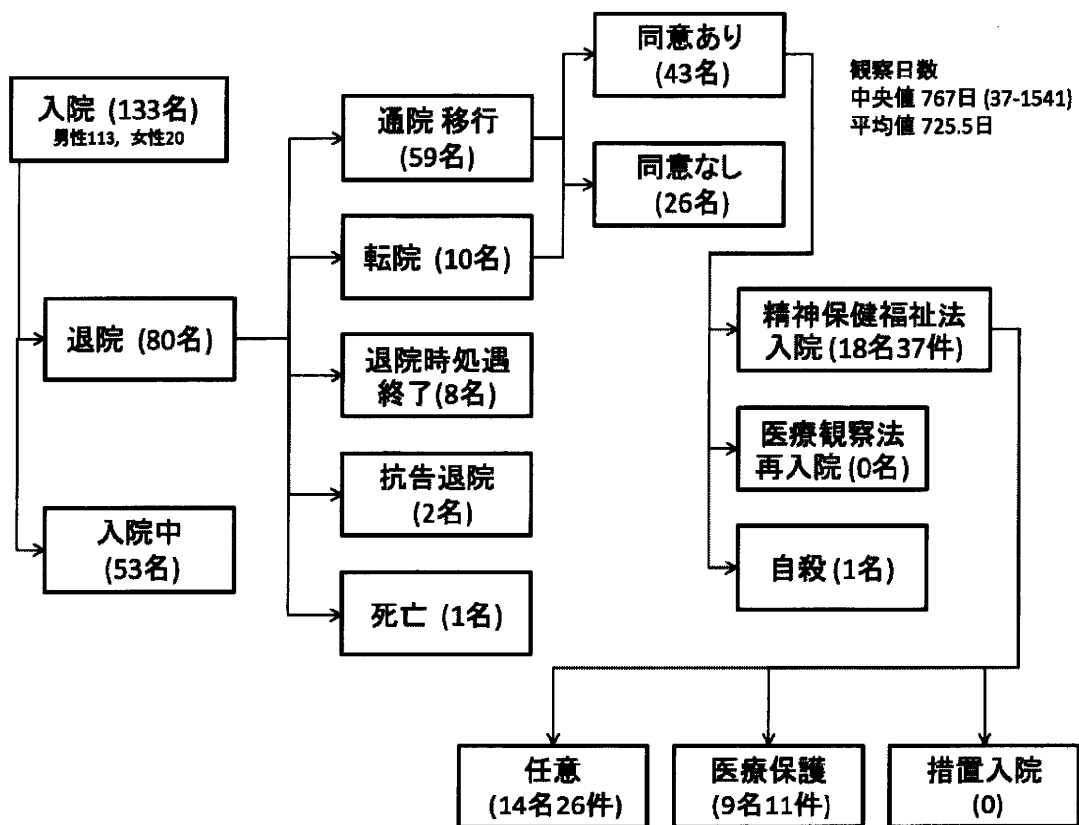 入院 (133名)
男性113, 女性20
退院 (80名)
入院中
(53名)
通院 移行
(59名)
転院 (10名)
退院時処遇
終了(8名)
抗告退院
(2名)
死亡 (1名)
同意あり
(43名)
同意なし
(26名)
観察日数
中央値 767日 (37-1541)
平均値 725.5日
精神保健福祉法
入院 (18名37件)
医療観察法
再入院 (0名)
自殺 (1名)
任意
(14名26件)
医療保護
(9名11件)
措置入院
(0)